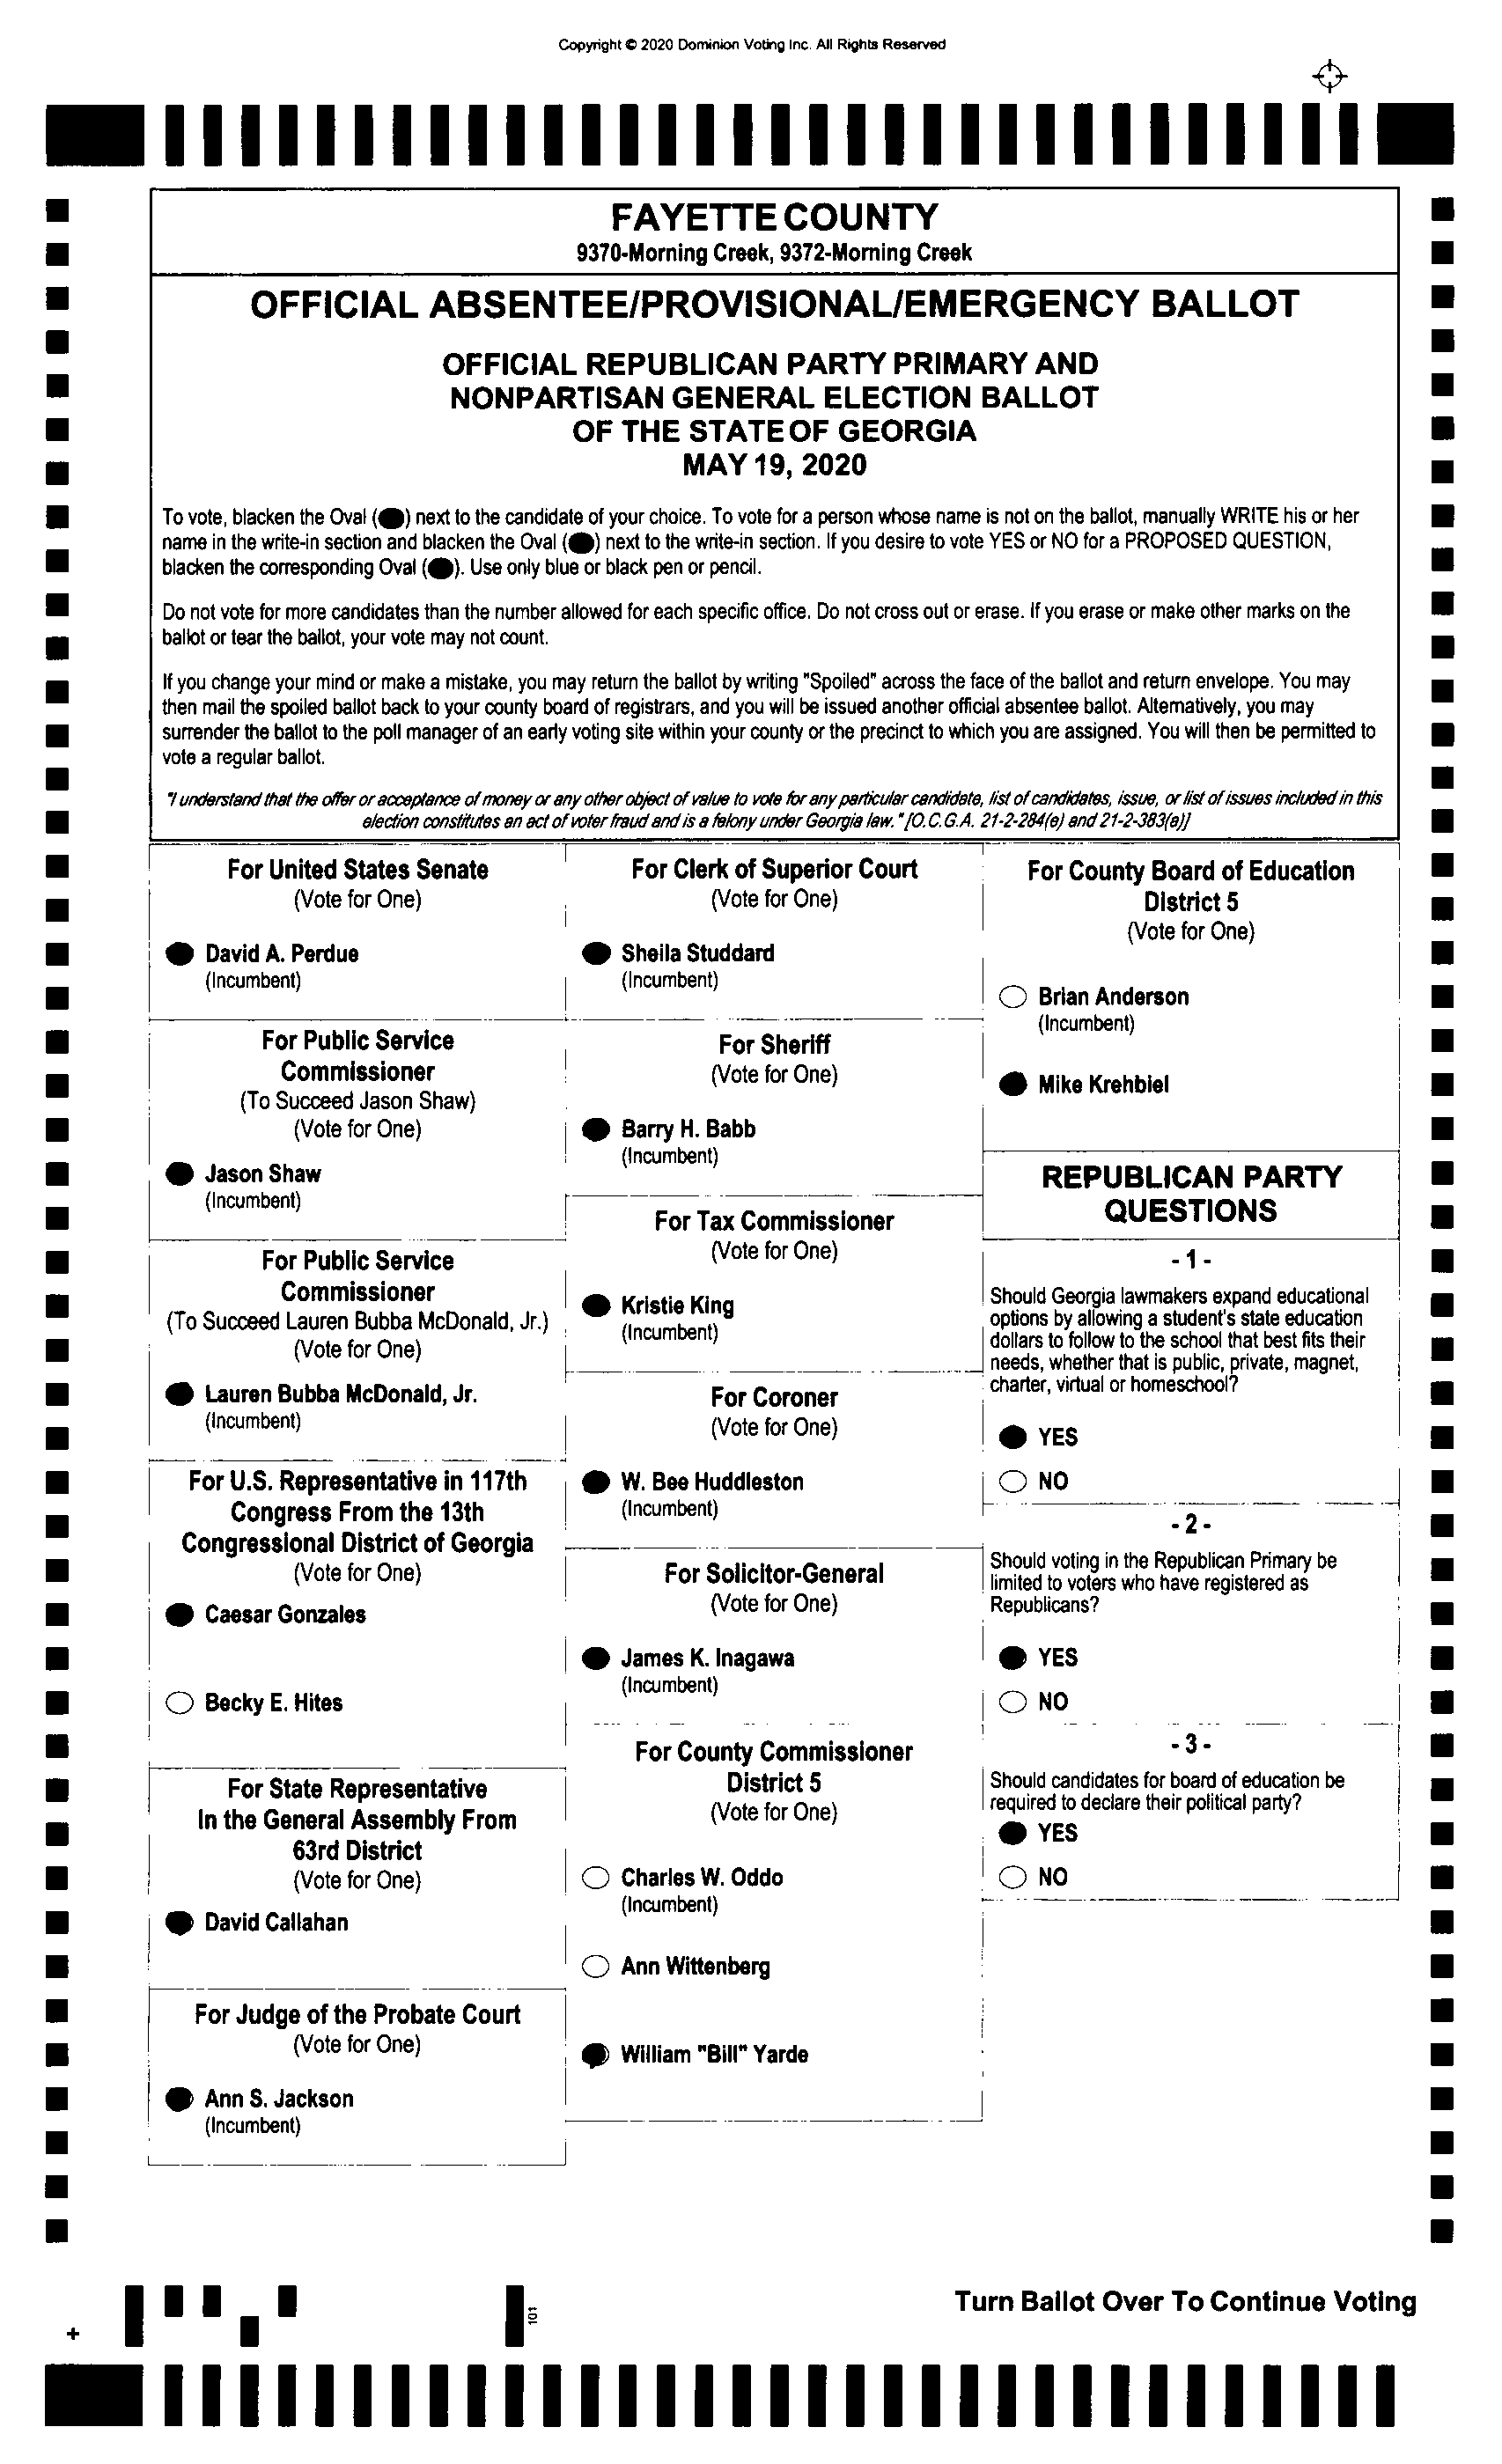 Copyright © 2020 Dominion Voting Inc. All Rights Reserved
FAYETTE COUNTY
9370-Morning Creek, 9372-Morning Creek
OFFICIAL ABSENTEE/PROVISIONAL/EMERGENCY BALLOT
OFFICIAL REPUBLICAN PARTY PRIMARY AND
NONPARTISAN GENERAL ELECTION BALLOT
OF THE STATE OF GEORGIA
MAY 19, 2020
To vote, blacken the Oval (●) next to the candidate of your choice. To vote for a person whose name is not on the ballot, manually WRITE his or her
name in the write-in section and blacken the Oval (●) next to the write-in section. If you desire to vote YES or NO for a PROPOSED QUESTION,
blacken the corresponding Oval (●). Use only blue or black pen or pencil.
Do not vote for more candidates than the number allowed for each specific office. Do not cross out or erase. If you erase or make other marks on the
ballot or tear the ballot, your vote may not count.
If you change your mind or make a mistake, you may return the ballot by writing "Spoiled" across the face of the ballot and return envelope. You may
then mail the spoiled ballot back to your county board of registrars, and you will be issued another official absentee ballot. Alternatively, you may
surrender the ballot to the poll manager of an early voting site within your county or the precinct to which you are assigned. You will then be permitted to
vote a regular ballot.
"I understand that the offer or acceptance of money or any other object of value to vote for any particular candidate, list of candidates, issue, or list of issues included in this
election constitutes an act of voter fraud and is a felony under Georgia law." [O.C.G.A. 21-2-284(e) and 21-2-383(a)]
For United States Senate
(Vote for One)
David A. Perdue
(Incumbent)
For Public Service
Commissioner
(To Succeed Jason Shaw)
(Vote for One)
Jason Shaw
(Incumbent)
For Public Service
Commissioner
(To Succeed Lauren Bubba McDonald, Jr.)
(Vote for One)
Lauren Bubba McDonald, Jr.
(Incumbent)
For U.S. Representative in 117th
Congress From the 13th
Congressional District of Georgia
(Vote for One)
Caesar Gonzales
Becky E. Hites
For State Representative
In the General Assembly From
63rd District
(Vote for One)
David Callahan
For Judge of the Probate Court
(Vote for One)
Ann S. Jackson
(Incumbent)
For Clerk of Superior Court
(Vote for One)
Sheila Studdard
(Incumbent)
For Sheriff
(Vote for One)
Barry H. Babb
(Incumbent)
For Tax Commissioner
(Vote for One)
Kristie King
(Incumbent)
For Coroner
(Vote for One)
W. Bee Huddleston
(Incumbent)
For Solicitor-General
(Vote for One)
James K. Inagawa
(Incumbent)
For County Commissioner
District 5
(Vote for One)
Charles W. Oddo
(Incumbent)
Ann Wittenberg
William "Bill" Yarde
For County Board of Education
District 5
(Vote for One)
Brian Anderson
(Incumbent)
Mike Krehbiel
REPUBLICAN PARTY
QUESTIONS
- 1 -
Should Georgia lawmakers expand educational
options by allowing a student's state education
dollars to follow to the school that best fits their
needs, whether that is public, private, magnet,
charter, virtual or homeschool?
YES
NO
- 2 -
Should voting in the Republican Primary be
limited to voters who have registered as
Republicans?
YES
NO
- 3 -
Should candidates for board of education be
required to declare their political party?
YES
NO
Turn Ballot Over To Continue Voting
101